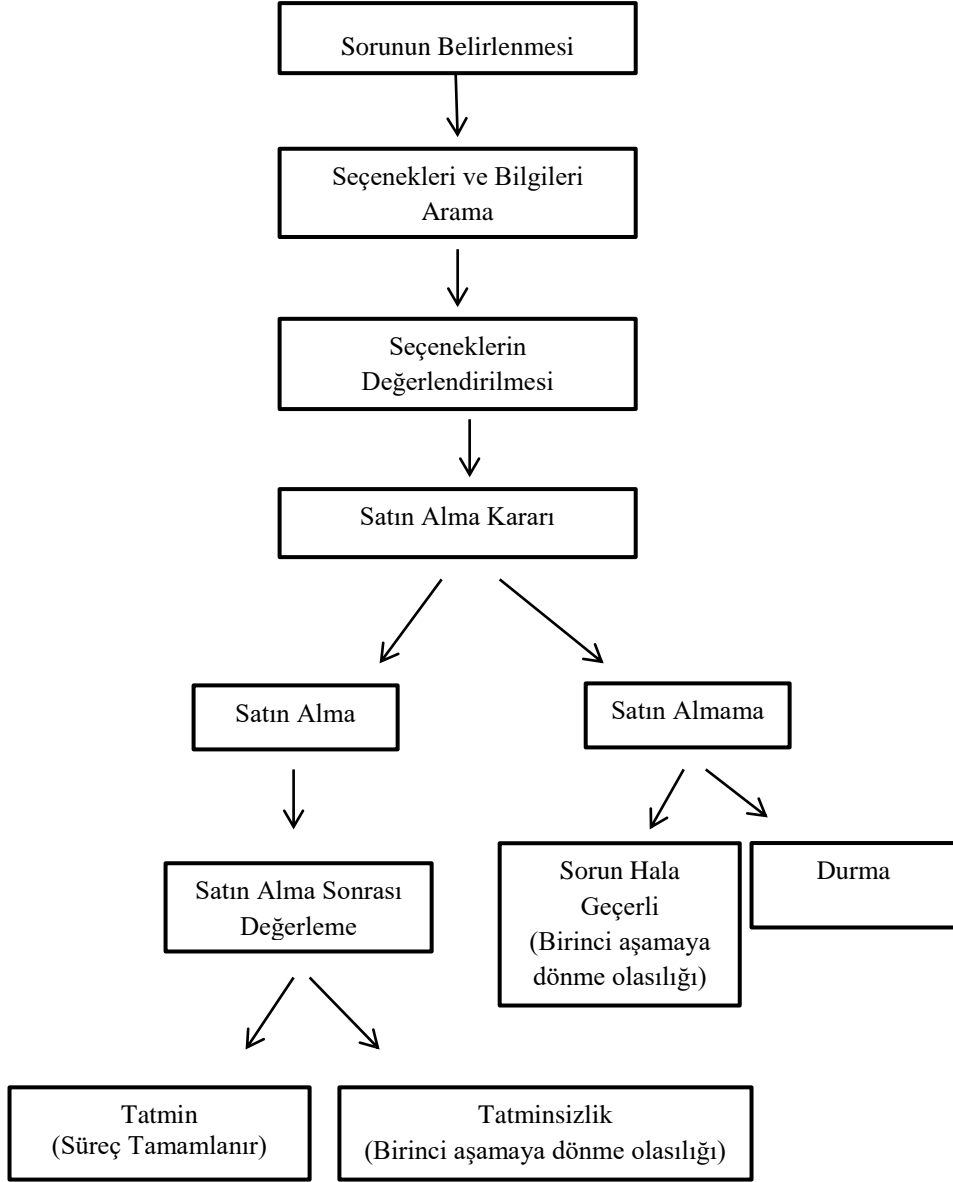 Sorunun Belirlenmesi
Seçenekleri ve Bilgileri
Arama
Seçeneklerin
Değerlendirilmesi
Satın Alma Kararı
Satın Alma
Satın Almama
Satın Alma Sonrası
Değerleme
Sorun Hala
Geçerli
(Birinci aşamaya
dönme olasılığı)
Durma
Tatmin
(Süreç Tamamlanır)
Tatminsizlik
(Birinci aşamaya dönme olasılığı)